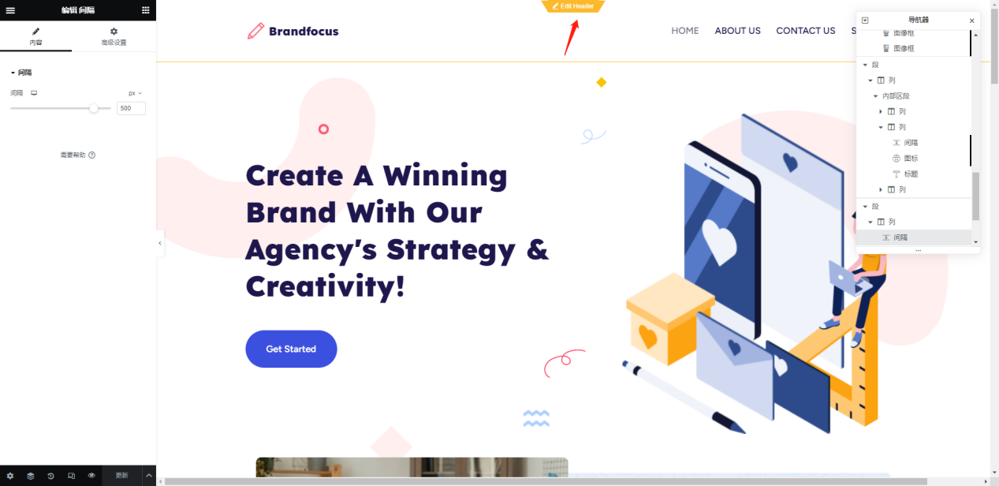 编辑 间隔
内容
高级设置
间隔
间隔
px
500
需要帮助
更新
Edit Header
Brandfocus
HOME
ABOUT US
CONTACT US
S
Create A Winning
Brand With Our
Agency's Strategy &
Creativity!
Get Started
导航器
图像框
图像框
段
列
内部区段
列
列
间隔
图标
标题
列
段
列
间隔